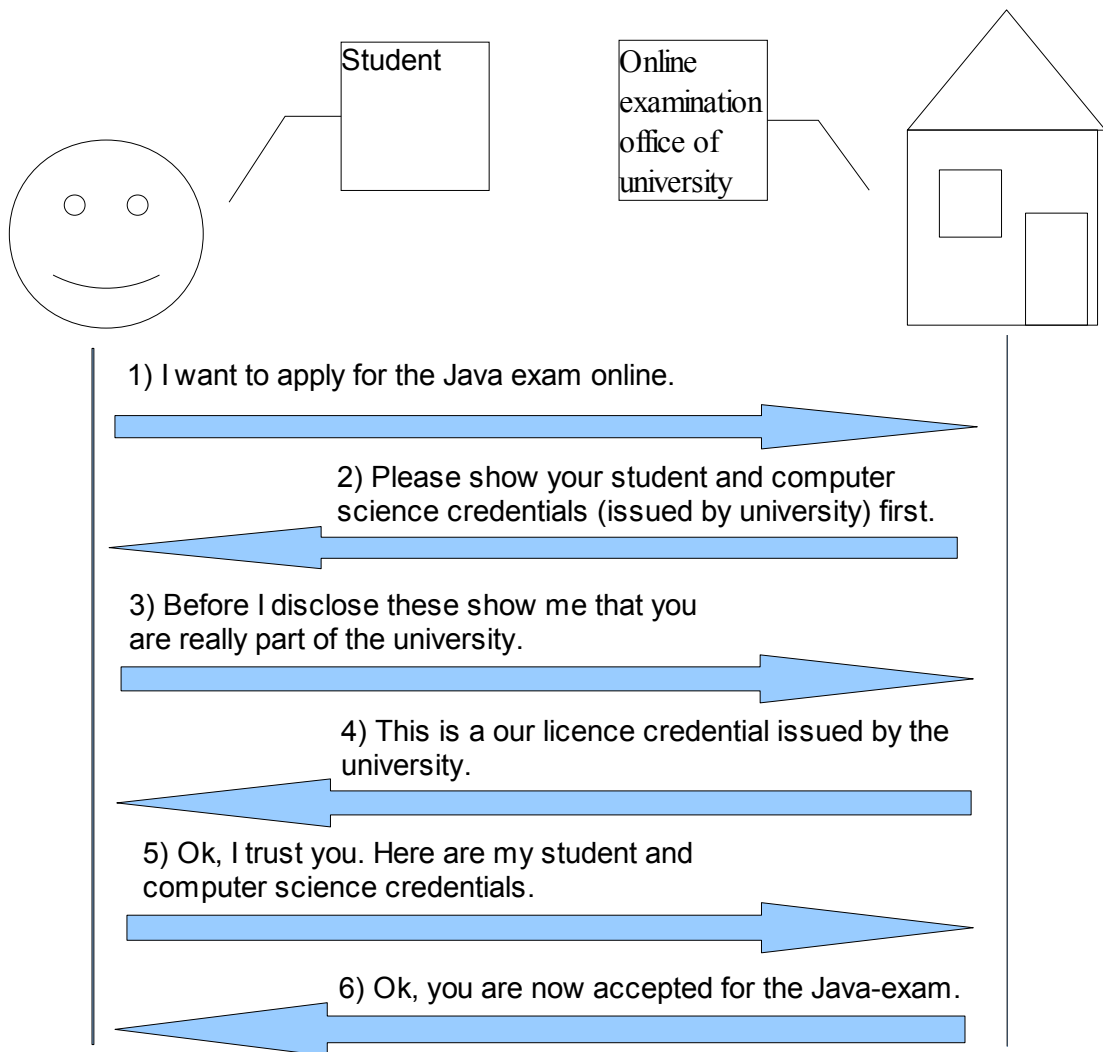 Student
Online
examination
office of
university
1) I want to apply for the Java exam online.
2) Please show your student and computer
science credentials (issued by university) first.
3) Before I disclose these show me that you
are really part of the university.
4) This is a our licence credential issued by the
university.
5) Ok, I trust you. Here are my student and
computer science credentials.
6) Ok, you are now accepted for the Java-exam.